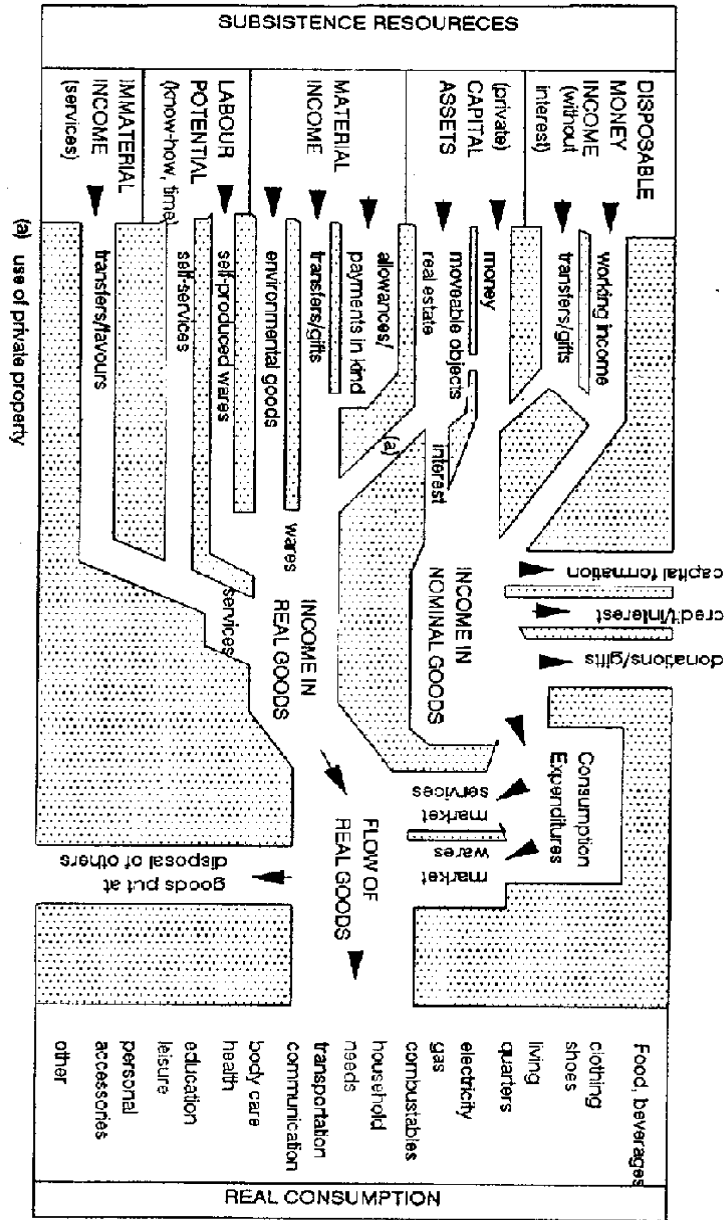 SUBSISTENCE RESOURECES
DISPOSABLE
MONEY
INCOME
(without
interest)
(private)
CAPITAL
ASSETS
MATERIAL
INCOME
LABOUR
POTENTIAL
(know-how, time)
IMMATERIAL
INCOME
(services)
working income
transfers/gifts
money
moveable objects
real estate
allowances/
payments in kind
transfers/gifts
environmental goods
self-produced wares
self-services
transfers/favours
(a)
interest
wares
services
capital formation
credit/interest
donations/gifts
INCOME IN
NOMINAL GOODS
INCOME IN
REAL GOODS
Consumption
Expenditures
market
services
market
wares
FLOW OF
REAL GOODS
goods put at
disposal of others
Food, beverages
clothing
shoes
living
quarters
electricity
gas
combustables
household
needs
transportation
communication
body care
health
education
leisure
personal
accessories
other
REAL CONSUMPTION
(a) use of private property